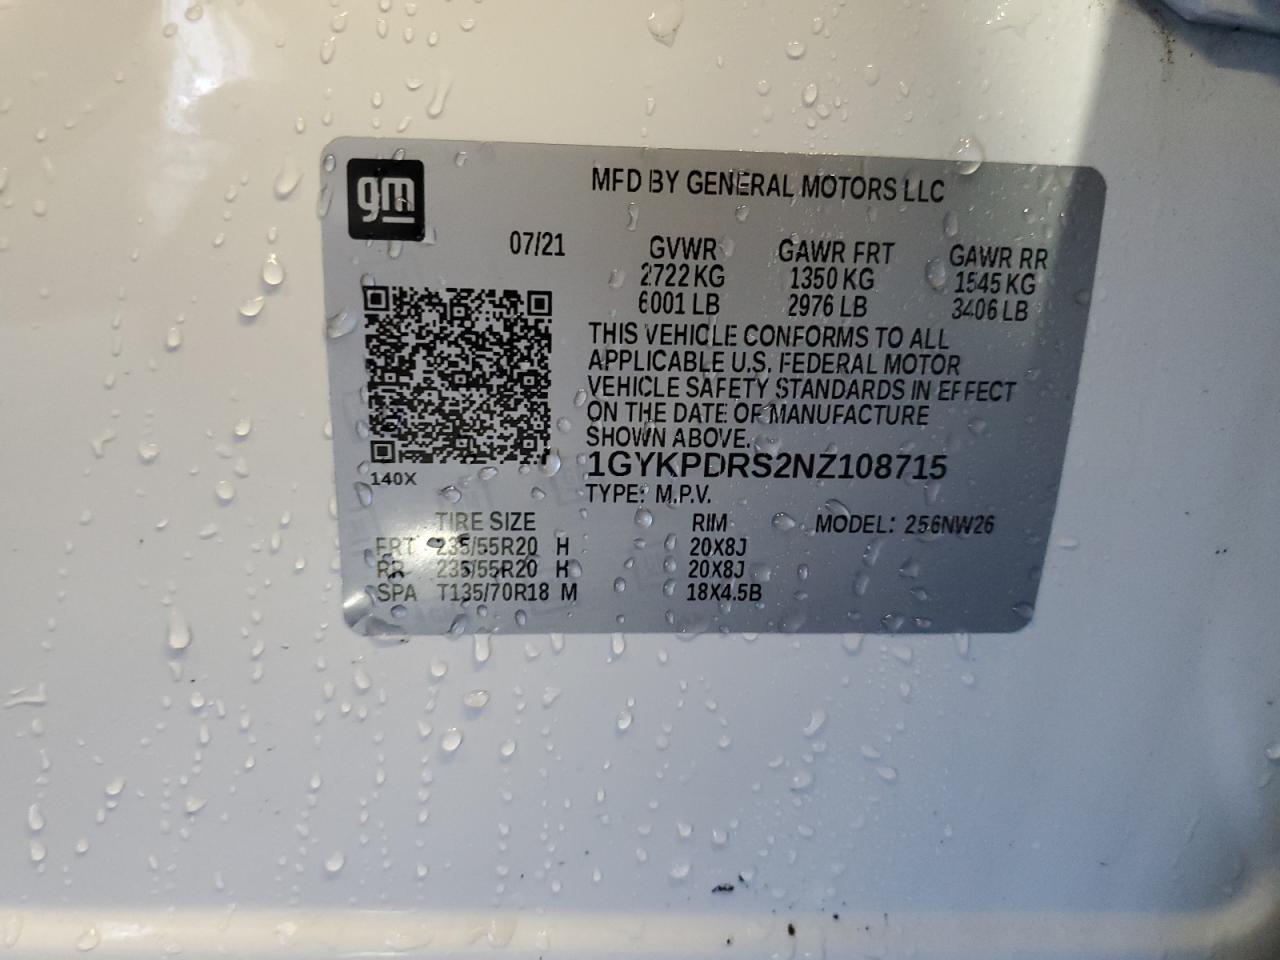 gm
MFD BY GENERAL MOTORS LLC
07/21 GVWR GAWR FRT GAWR RR
2722 KG 1350 KG 1545 KG
6001 LB 2976 LB 3406 LB
THIS VEHICLE CONFORMS TO ALL
APPLICABLE U.S. FEDERAL MOTOR
VEHICLE SAFETY STANDARDS IN EFFECT
ON THE DATE OF MANUFACTURE
SHOWN ABOVE.
1GYKPDRS2NZ108715
140X
TYPE: M.P.V.
TIRE SIZE RIM MODEL: 256NW26
FRT 235/55R20 H 20X8J
RR 235/55R20 H 20X8J
SPA T135/70R18 M 18X4.5B